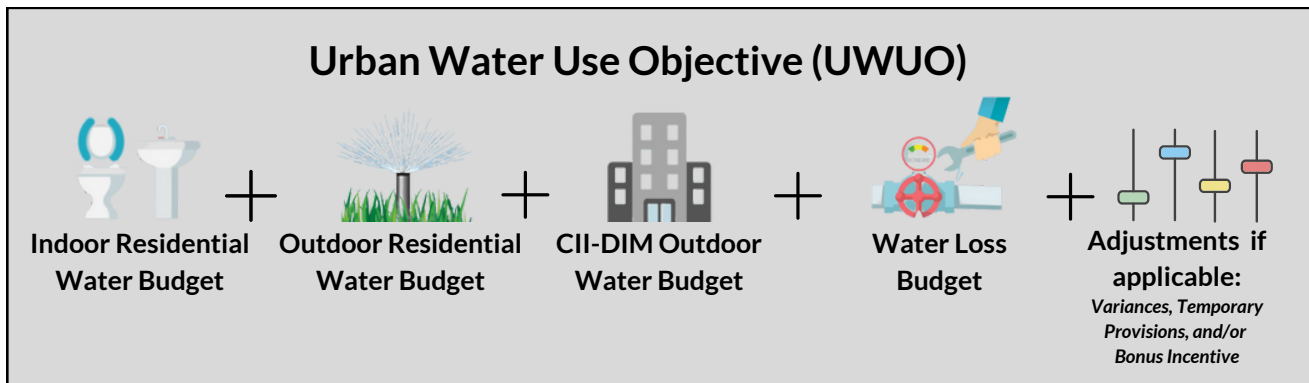 Urban Water Use Objective (UWUO)
Indoor Residential
Water Budget
Outdoor Residential
Water Budget
CII-DIM Outdoor
Water Budget
Water Loss
Budget
Adjustments if
applicable:
Variances, Temporary
Provisions, and/or
Bonus Incentive